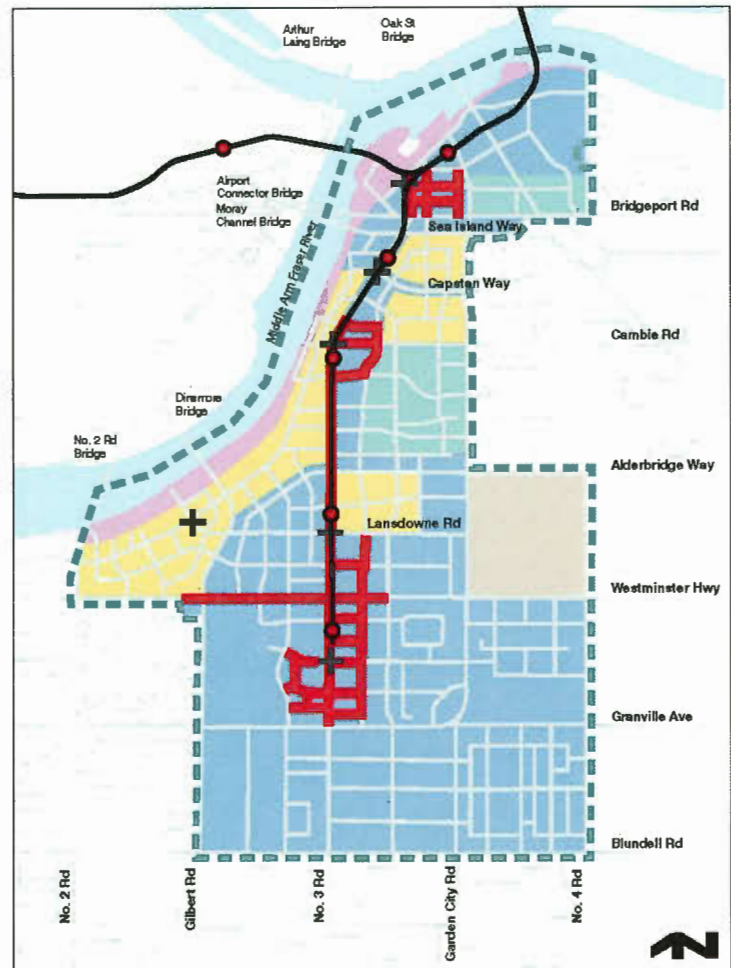 Arthur
Laing Bridge
Oak St
Bridge
Airport
Connector Bridge
Moray
Channel Bridge
Bridgeport Rd
Sea Island Way
Middle Arm Fraser River
Capstan Way
Cambie Rd
Dinsmore
Bridge
No. 2 Rd
Bridge
Alderbridge Way
Lansdowne Rd
Westminster Hwy
Granville Ave
Blundell Rd
No. 2 Rd
Gilbert Rd
No. 3 Rd
Garden City Rd
No. 4 Rd
N